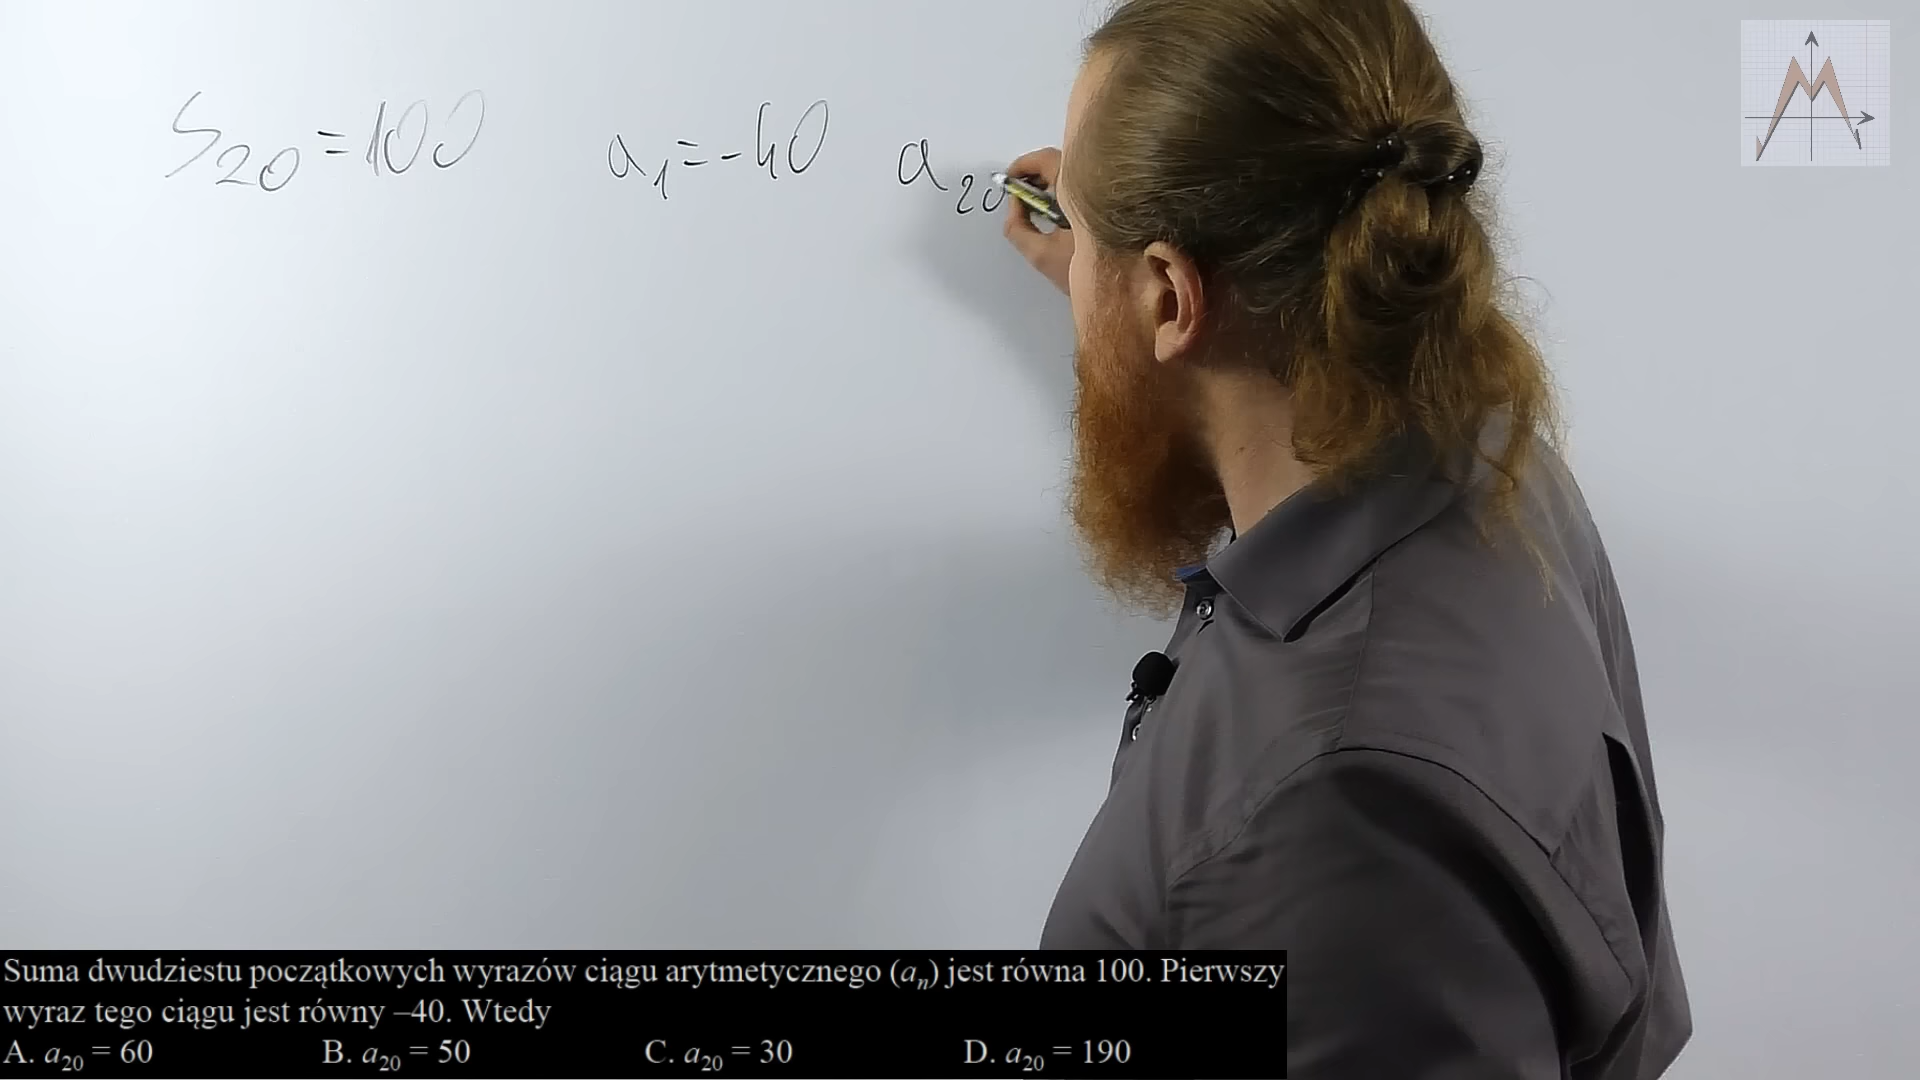 S₂₀ = 100 a₁ = -40 a₂₀
Suma dwudziestu początkowych wyrazów ciągu arytmetycznego (aₙ) jest równa 100. Pierwszy
wyraz tego ciągu jest równy –40. Wtedy
A. a₂₀ = 60 B. a₂₀ = 50 C. a₂₀ = 30 D. a₂₀ = 190